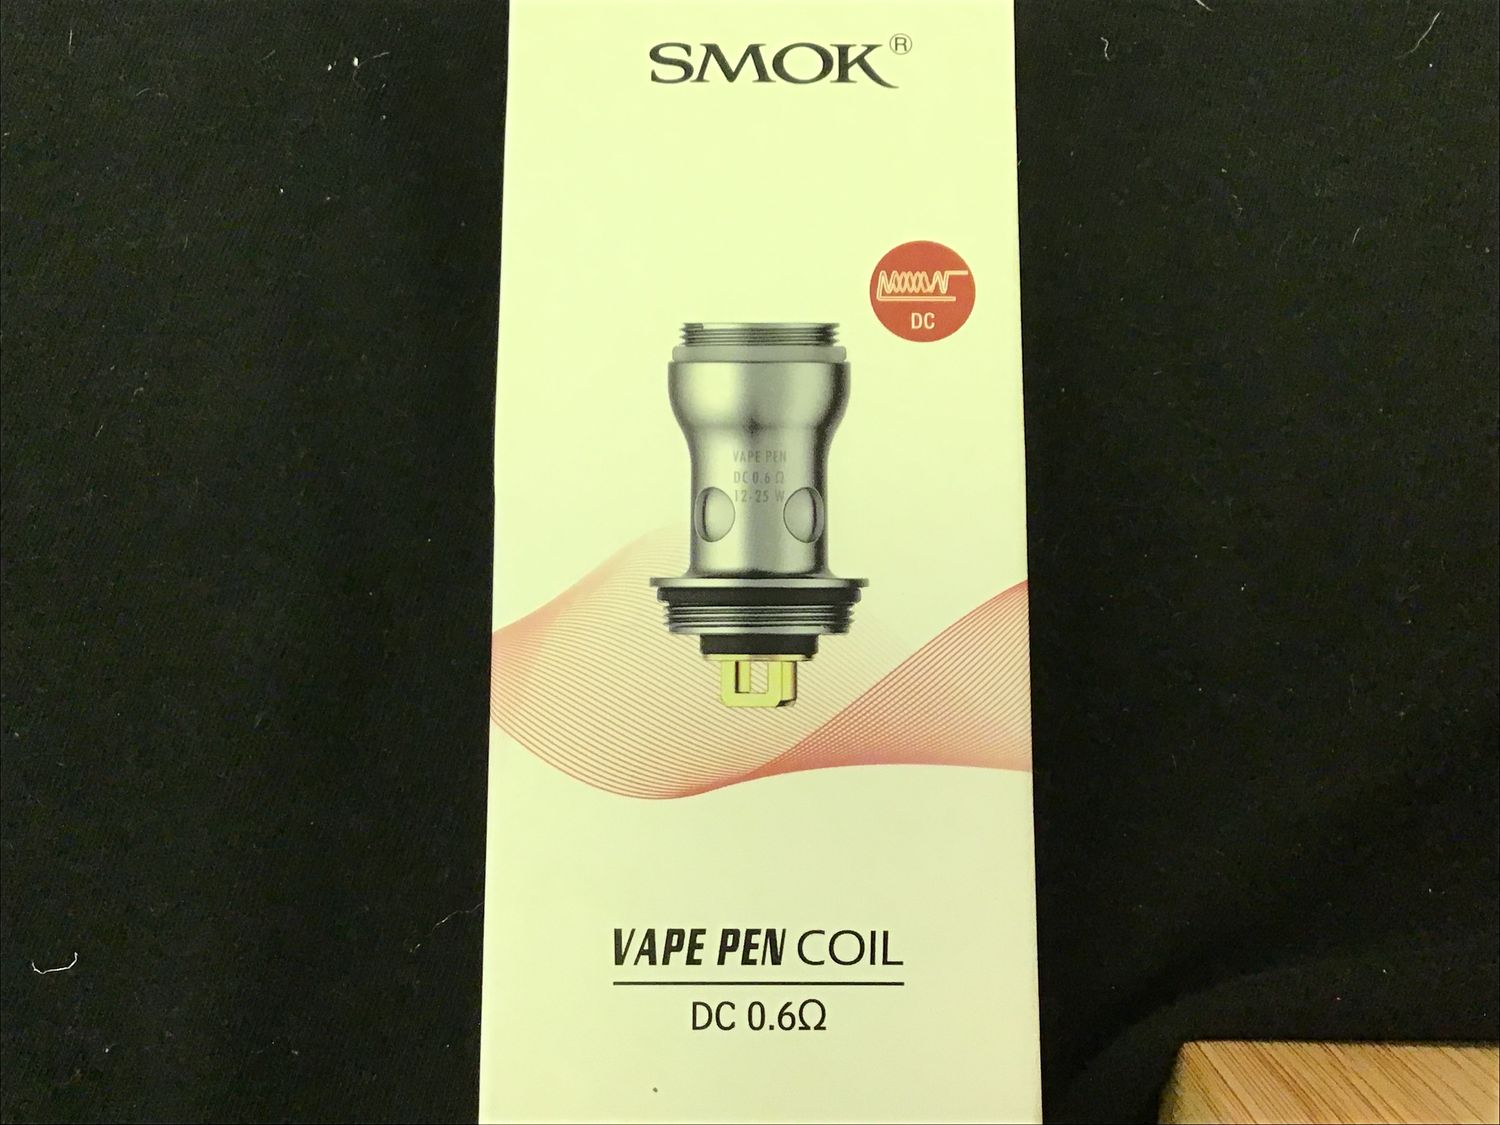 SMOK®
DC
VAPE PEN
DC 0.6 Ω
12-25 W
VAPE PEN COIL
DC 0.6Ω